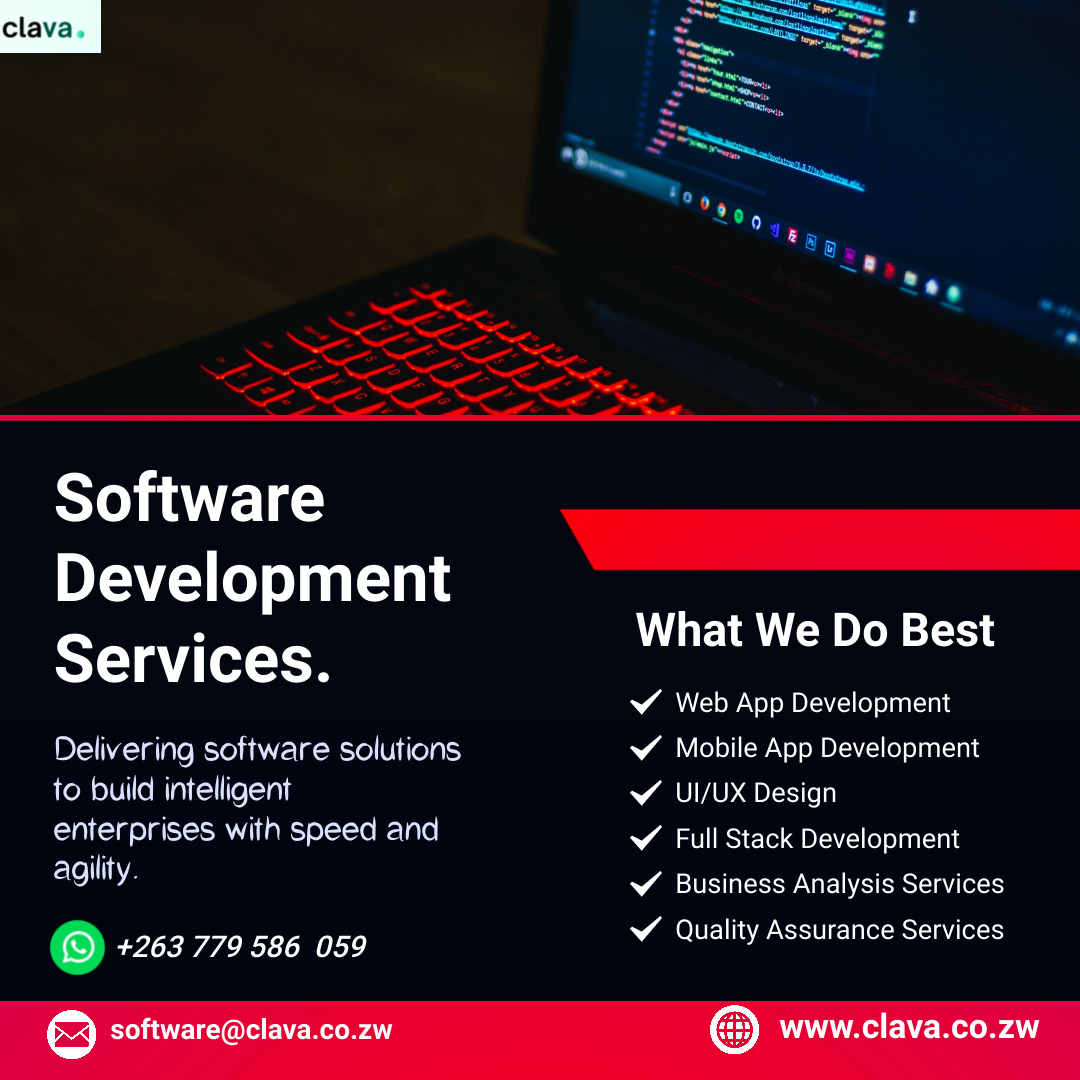 clava.
Software
Development
Services.
Delivering software solutions
to build intelligent
enterprises with speed and
agility.
+263 779 586 059
What We Do Best
Web App Development
Mobile App Development
UI/UX Design
Full Stack Development
Business Analysis Services
Quality Assurance Services
software@clava.co.zw
www.clava.co.zw